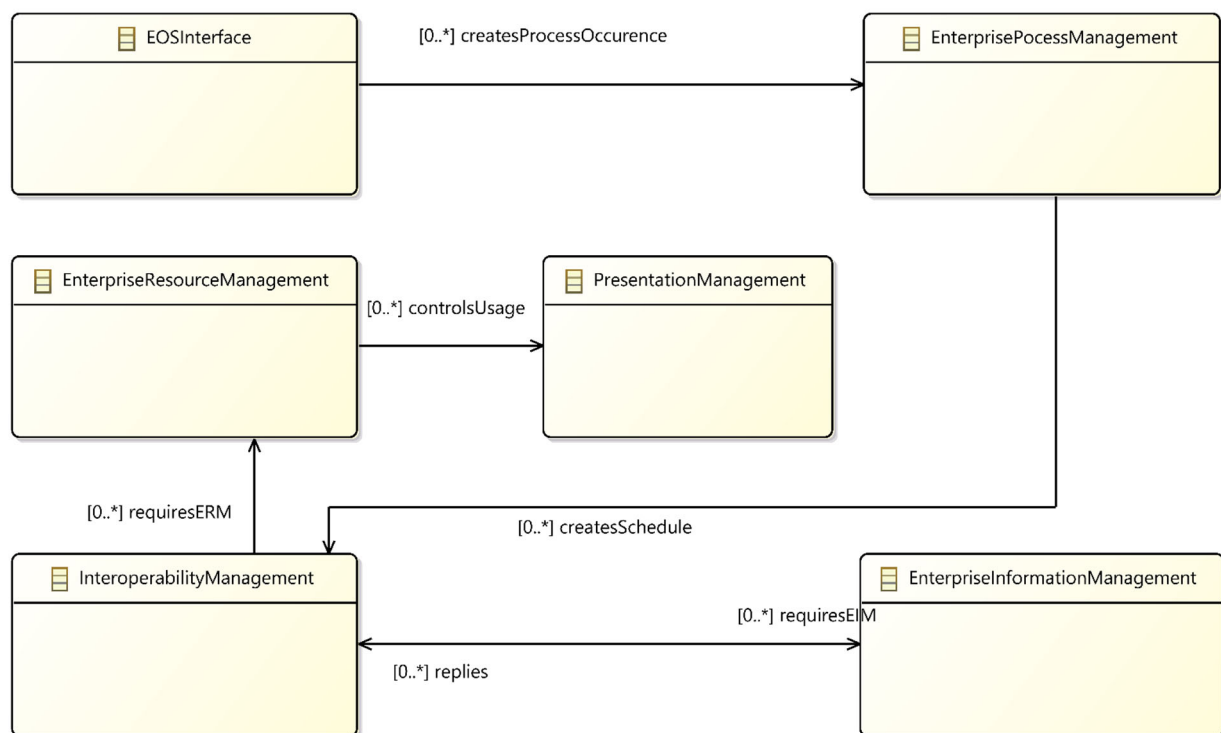 EOSInterface
[0..*] createsProcessOccurence
EnterprisePocessManagement
EnterpriseResourceManagement
[0..*] controlsUsage
PresentationManagement
[0..*] requiresERM
[0..*] createsSchedule
InteroperabilityManagement
EnterpriseInformationManagement
[0..*] requiresEIM
[0..*] replies